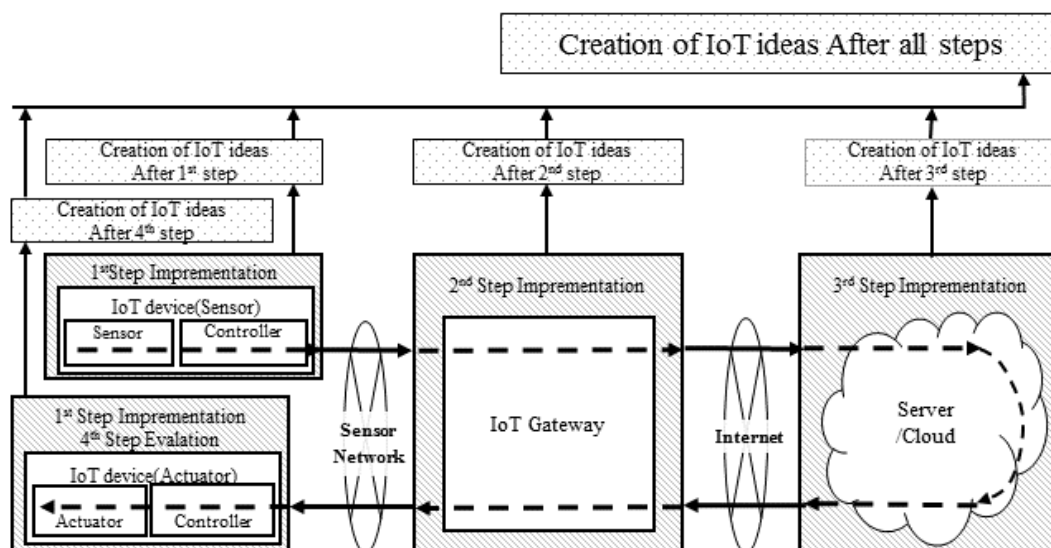 Creation of IoT ideas After all steps
Creation of IoT ideas
After 1st step
Creation of IoT ideas
After 2nd step
Creation of IoT ideas
After 3rd step
Creation of IoT ideas
After 4th step
1stStep Imprementation
IoT device(Sensor)
Sensor
Controller
2nd Step Imprementation
IoT Gateway
3rd Step Imprementation
Server
/Cloud
Sensor
Network
Internet
1st Step Imprementation
4th Step Evalation
IoT device(Actuator)
Actuator
Controller